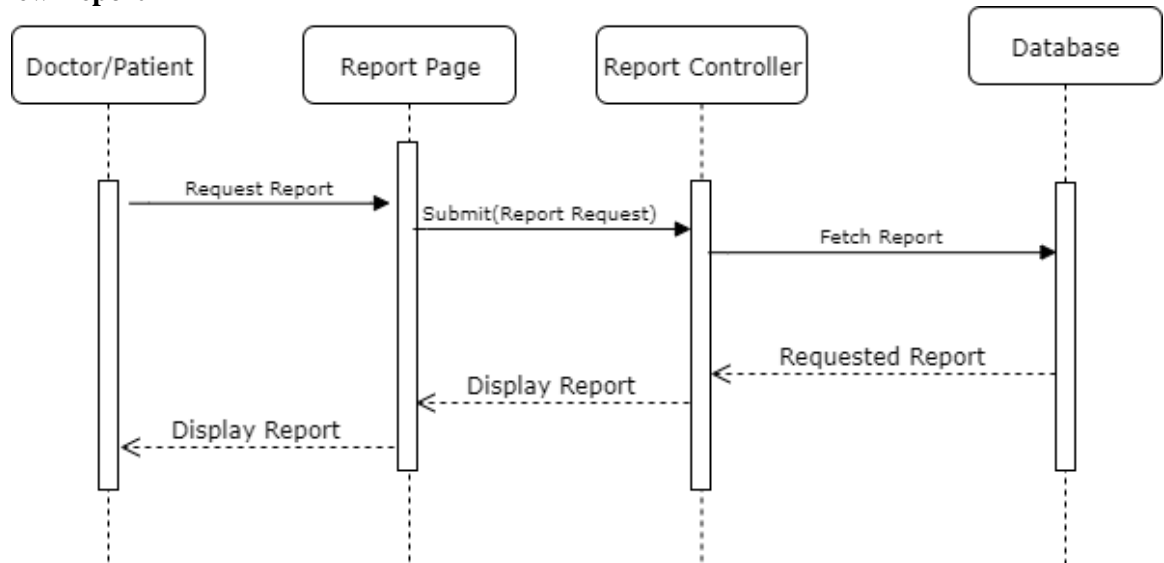 Doctor/Patient
Report Page
Report Controller
Database
Request Report
Submit(Report Request)
Fetch Report
Requested Report
Display Report
Display Report